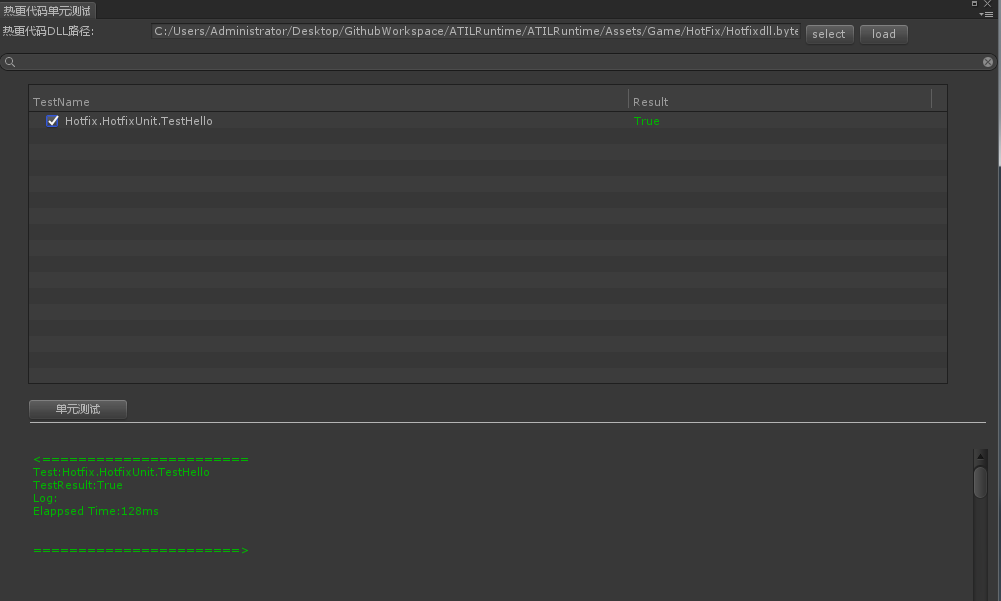 热更代码单元测试
热更代码DLL路径: C:/Users/Administrator/Desktop/GithubWorkspace/ATILRuntime/ATILRuntime/Assets/Game/HotFix/Hotfixdll.byte select load
TestName Result
Hotfix.HotfixUnit.TestHello True
单元测试
<=======================
Test:Hotfix.HotfixUnit.TestHello
TestResult:True
Log:
Elappsed Time:128ms
=======================>